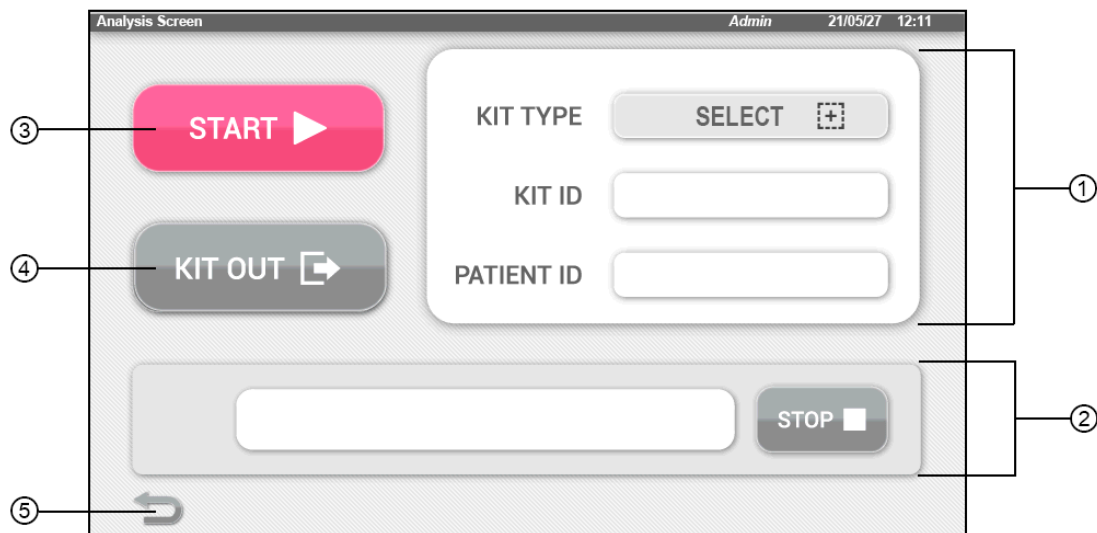 Analysis Screen Admin 21/05/27 12:11
③ START
KIT TYPE SELECT
①
KIT ID
④ KIT OUT
PATIENT ID
STOP
②
⑤